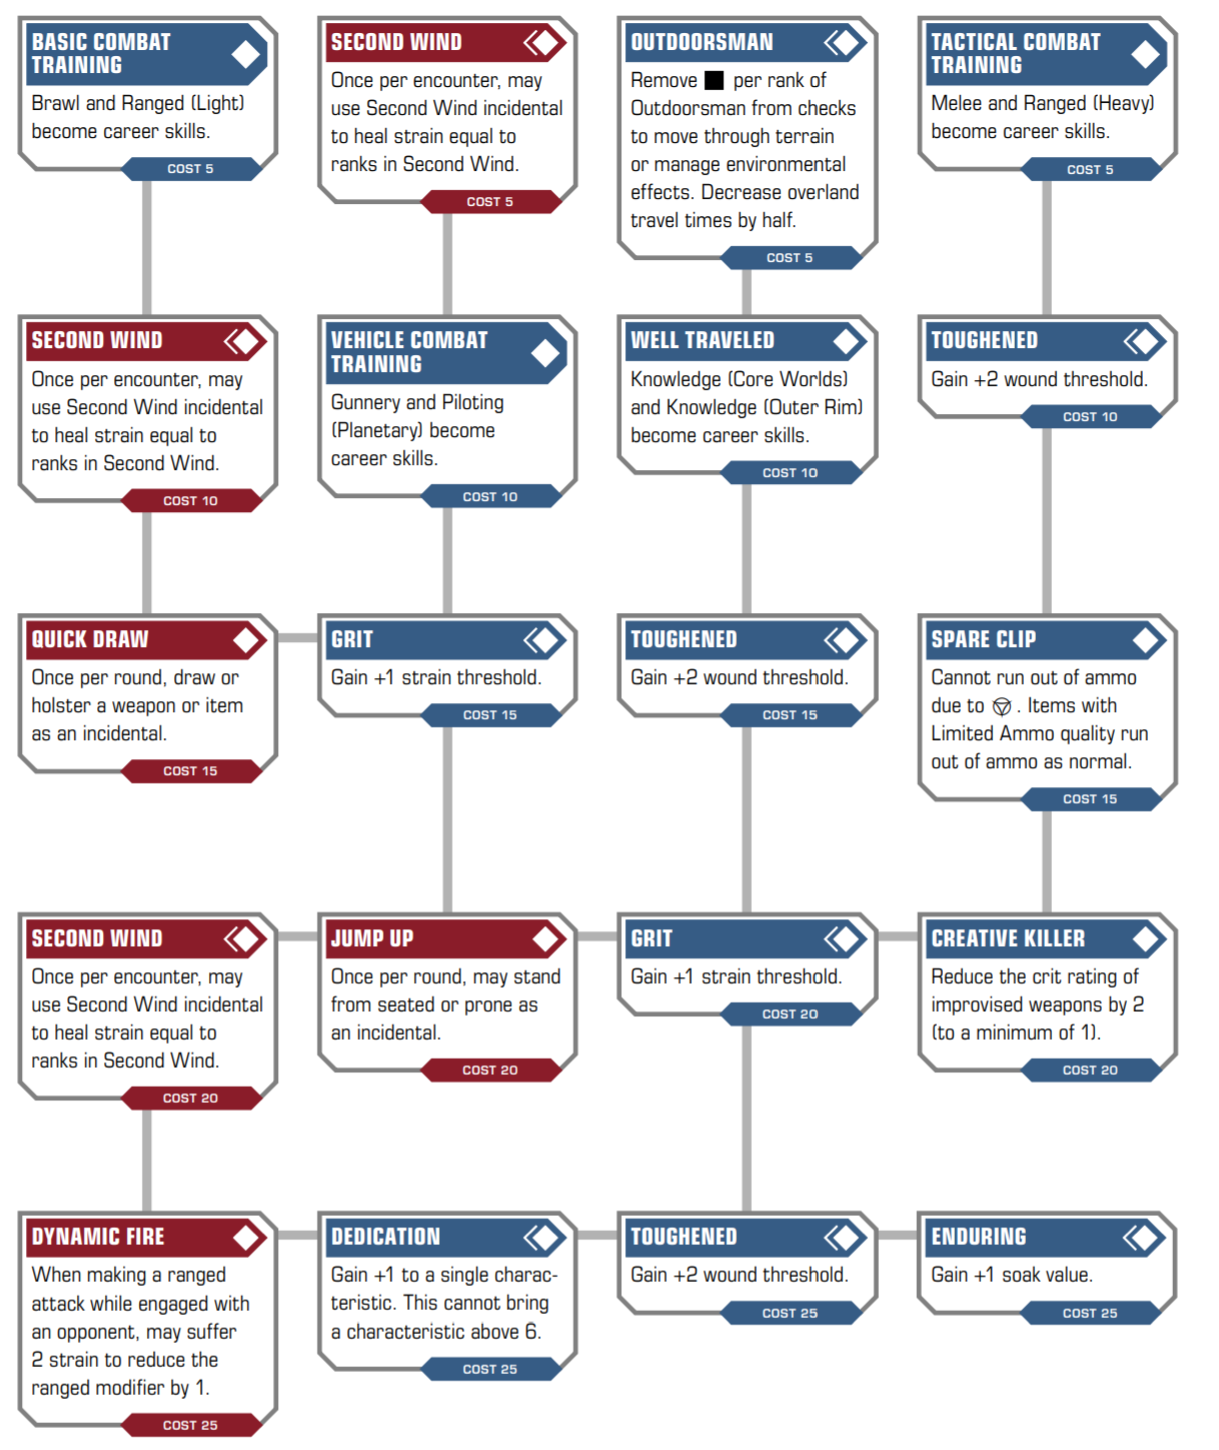 BASIC COMBAT
TRAINING
Brawl and Ranged (Light)
become career skills.
COST 5
SECOND WIND
Once per encounter, may
use Second Wind incidental
to heal strain equal to
ranks in Second Wind.
COST 5
OUTDOORSMAN
Remove ■ per rank of
Outdoorsman from checks
to move through terrain
or manage environmental
effects. Decrease overland
travel times by half.
COST 5
TACTICAL COMBAT
TRAINING
Melee and Ranged (Heavy)
become career skills.
COST 5
SECOND WIND
Once per encounter, may
use Second Wind incidental
to heal strain equal to
ranks in Second Wind.
COST 10
VEHICLE COMBAT
TRAINING
Gunnery and Piloting
(Planetary) become
career skills.
COST 10
WELL TRAVELED
Knowledge (Core Worlds)
and Knowledge (Outer Rim)
become career skills.
COST 10
TOUGHENED
Gain +2 wound threshold.
COST 10
QUICK DRAW
Once per round, draw or
holster a weapon or item
as an incidental.
COST 15
GRIT
Gain +1 strain threshold.
COST 15
TOUGHENED
Gain +2 wound threshold.
COST 15
SPARE CLIP
Cannot run out of ammo
due to . Items with
Limited Ammo quality run
out of ammo as normal.
COST 15
SECOND WIND
Once per encounter, may
use Second Wind incidental
to heal strain equal to
ranks in Second Wind.
COST 20
JUMP UP
Once per round, may stand
from seated or prone as
an incidental.
COST 20
GRIT
Gain +1 strain threshold.
COST 20
CREATIVE KILLER
Reduce the crit rating of
improvised weapons by 2
(to a minimum of 1).
COST 20
DYNAMIC FIRE
When making a ranged
attack while engaged with
an opponent, may suffer
2 strain to reduce the
ranged modifier by 1.
COST 25
DEDICATION
Gain +1 to a single charac-
teristic. This cannot bring
a characteristic above 6.
COST 25
TOUGHENED
Gain +2 wound threshold.
COST 25
ENDURING
Gain +1 soak value.
COST 25